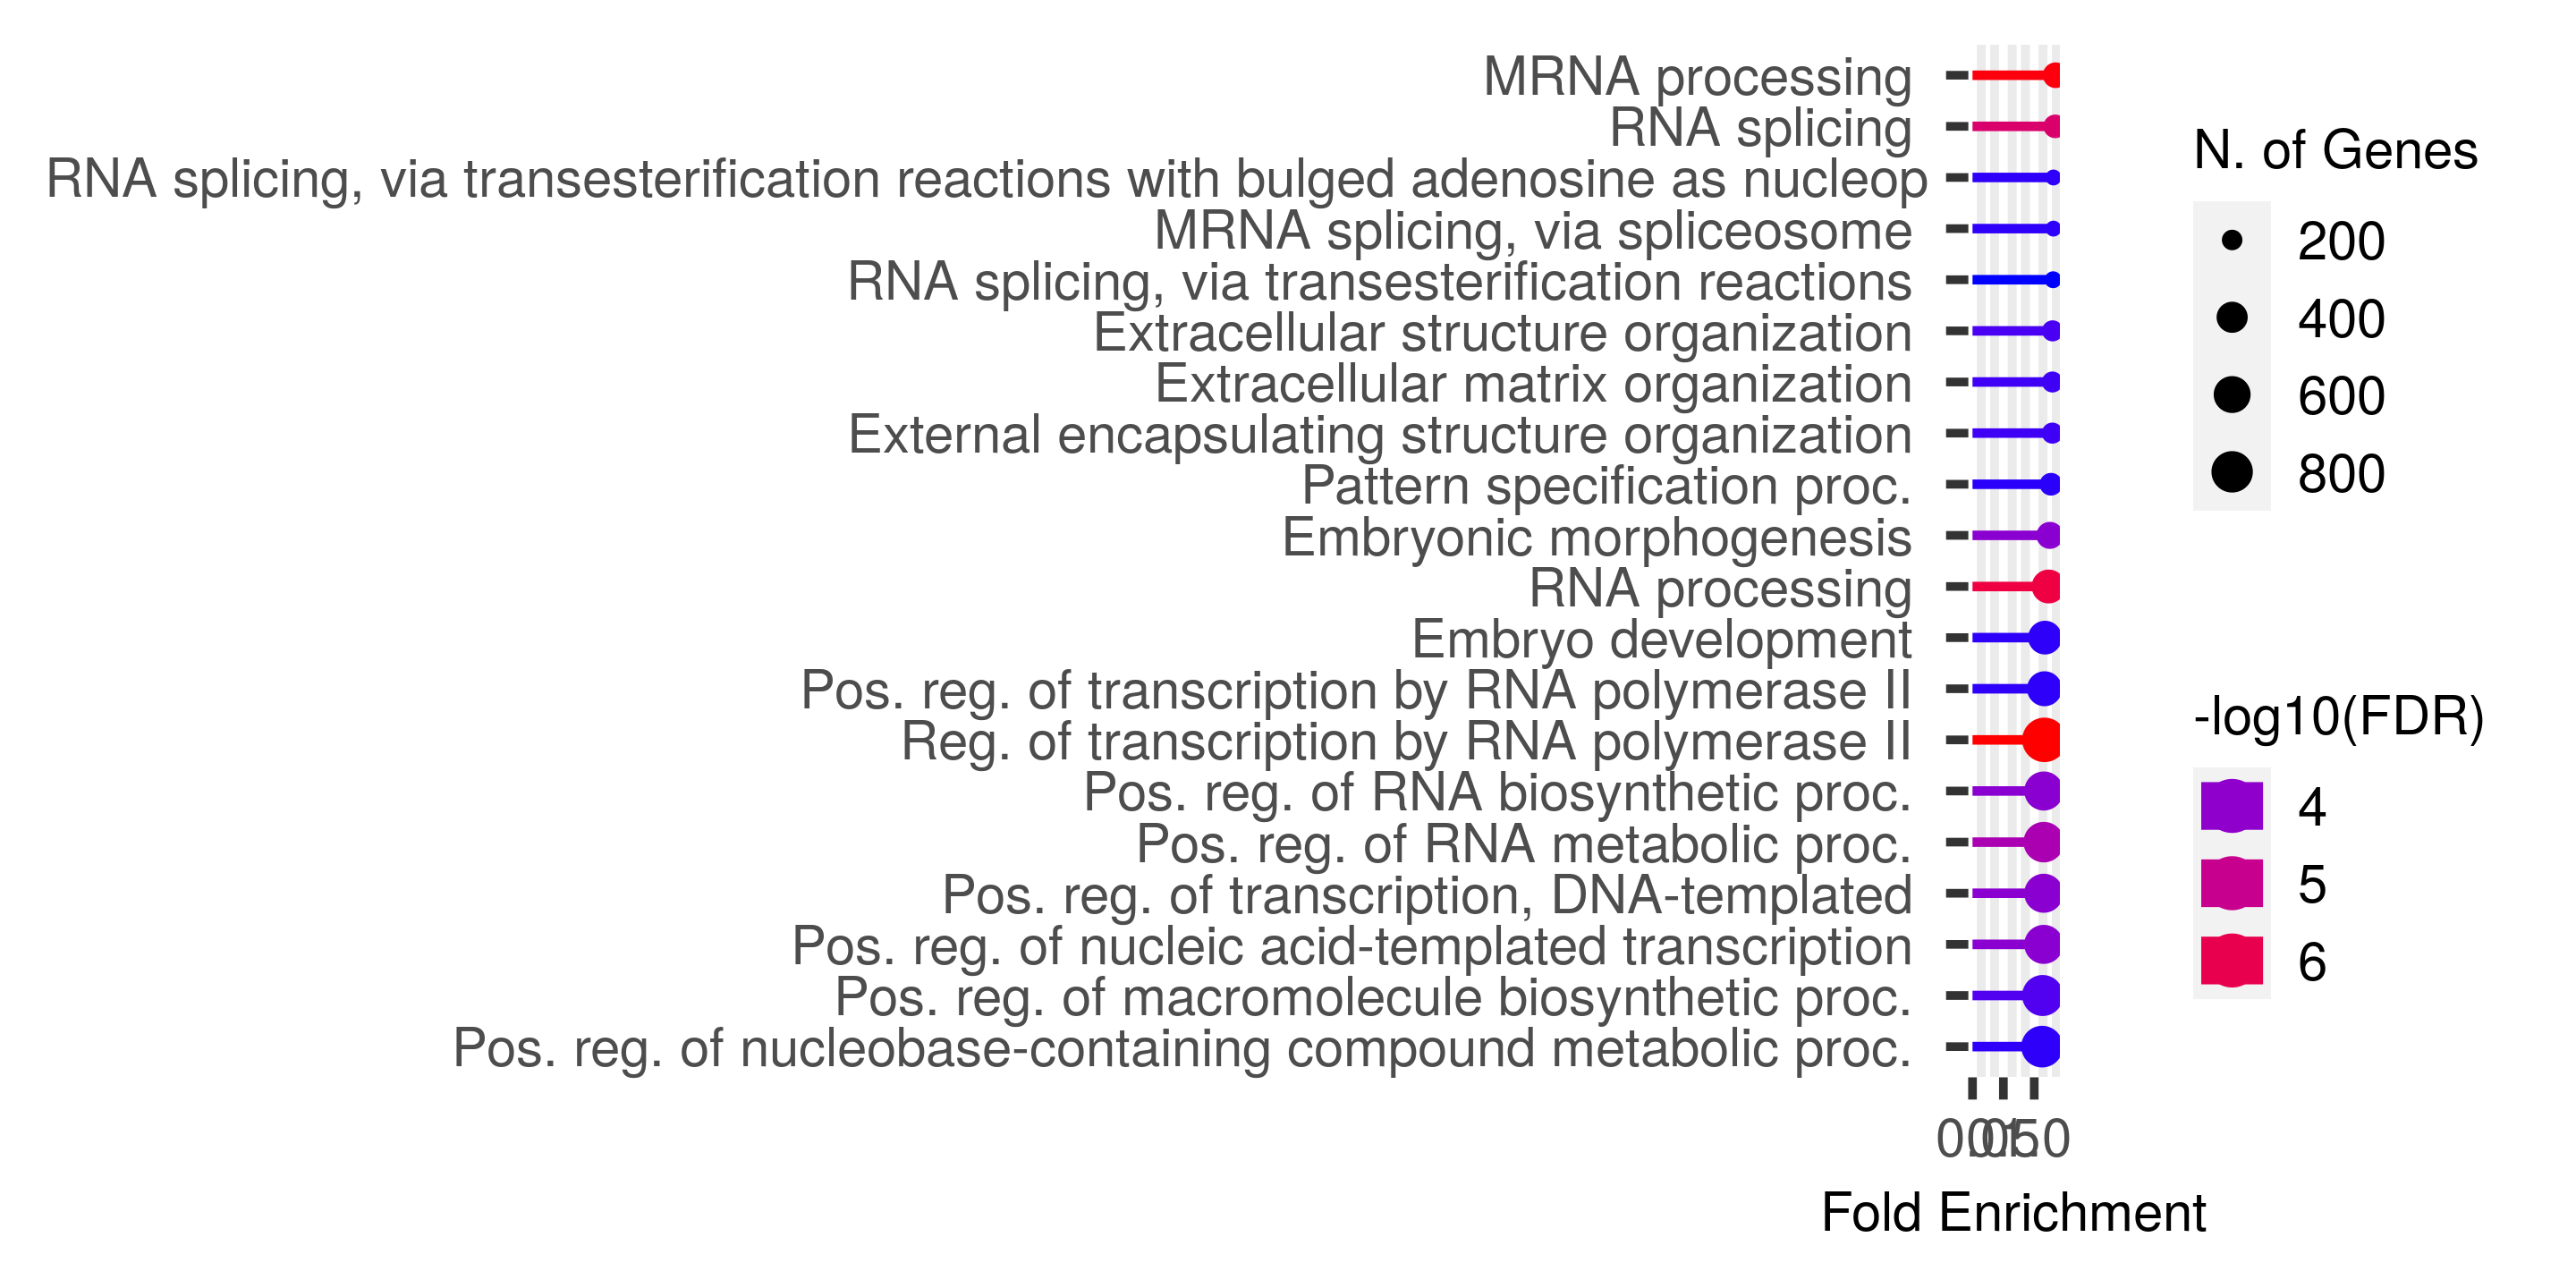 MRNA processing
RNA splicing
RNA splicing, via transesterification reactions with bulged adenosine as nucleop
MRNA splicing, via spliceosome
RNA splicing, via transesterification reactions
Extracellular structure organization
Extracellular matrix organization
External encapsulating structure organization
Pattern specification proc.
Embryonic morphogenesis
RNA processing
Embryo development
Pos. reg. of transcription by RNA polymerase II
Reg. of transcription by RNA polymerase II
Pos. reg. of RNA biosynthetic proc.
Pos. reg. of RNA metabolic proc.
Pos. reg. of transcription, DNA-templated
Pos. reg. of nucleic acid-templated transcription
Pos. reg. of macromolecule biosynthetic proc.
Pos. reg. of nucleobase-containing compound metabolic proc.
Fold Enrichment
N. of Genes
200
400
600
800
-log10(FDR)
4
5
6